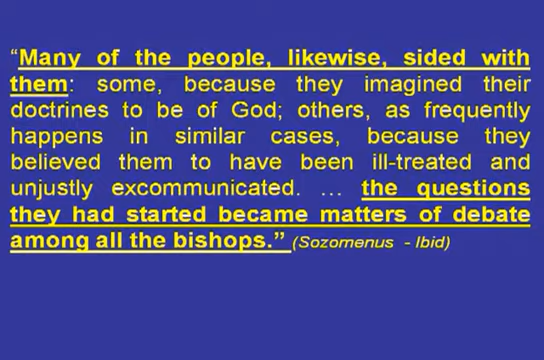 “Many of the people, likewise, sided with
them: some, because they imagined their
doctrines to be of God; others, as frequently
happens in similar cases, because they
believed them to have been ill-treated and
unjustly excommunicated. … the questions
they had started became matters of debate
among all the bishops.” (Sozomenus - Ibid)